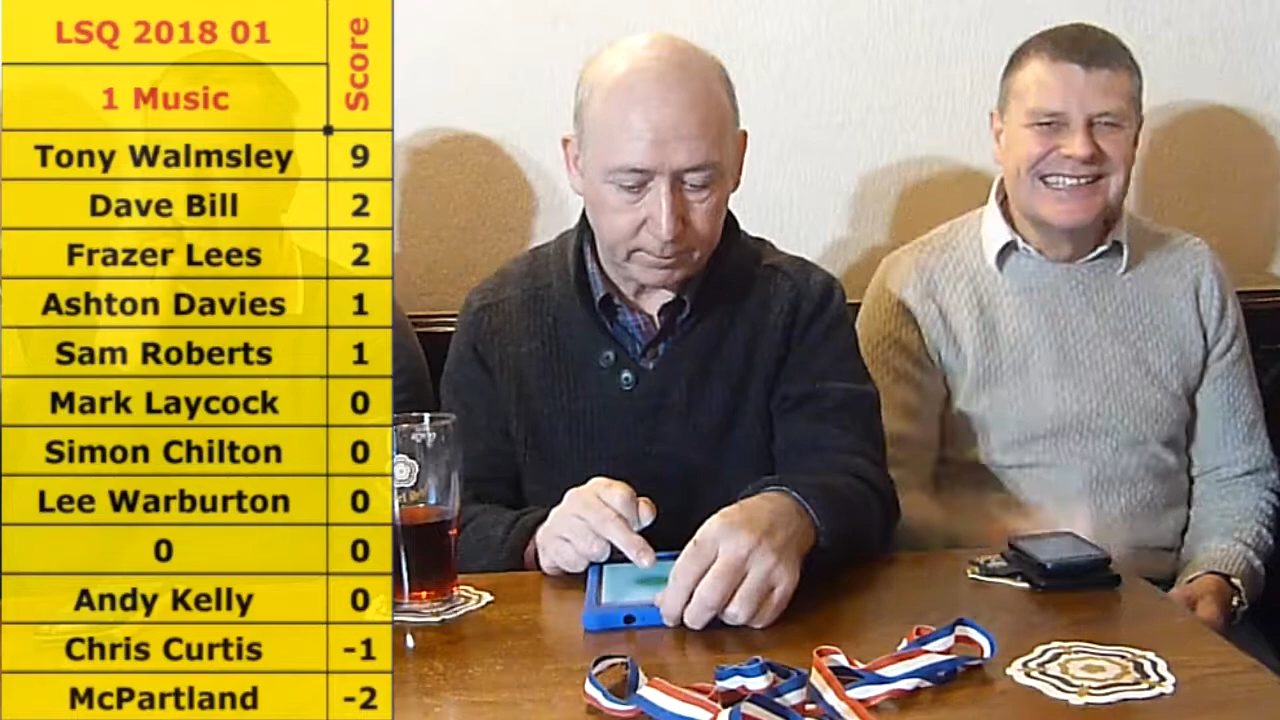 LSQ 2018 01
Score
1 Music
Tony Walmsley 9
Dave Bill 2
Frazer Lees 2
Ashton Davies 1
Sam Roberts 1
Mark Laycock 0
Simon Chilton 0
Lee Warburton 0
0 0
Andy Kelly 0
Chris Curtis -1
McPartland -2